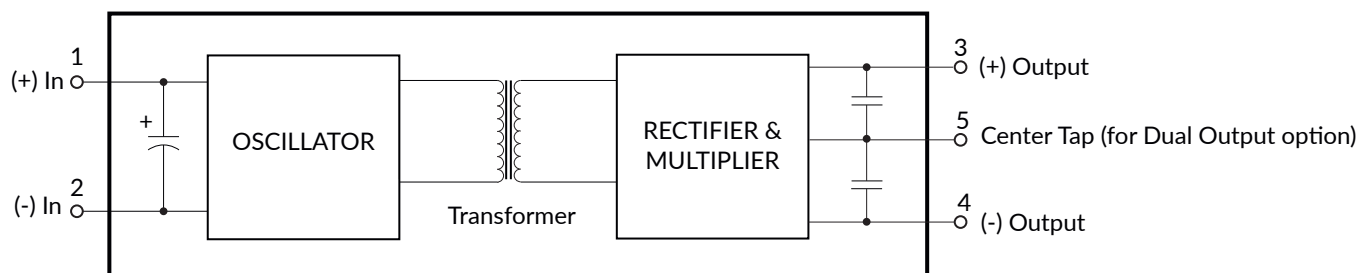 1
(+) In
+
2
(-) In
OSCILLATOR
Transformer
RECTIFIER &
MULTIPLIER
3
(+) Output
5
Center Tap (for Dual Output option)
4
(-) Output